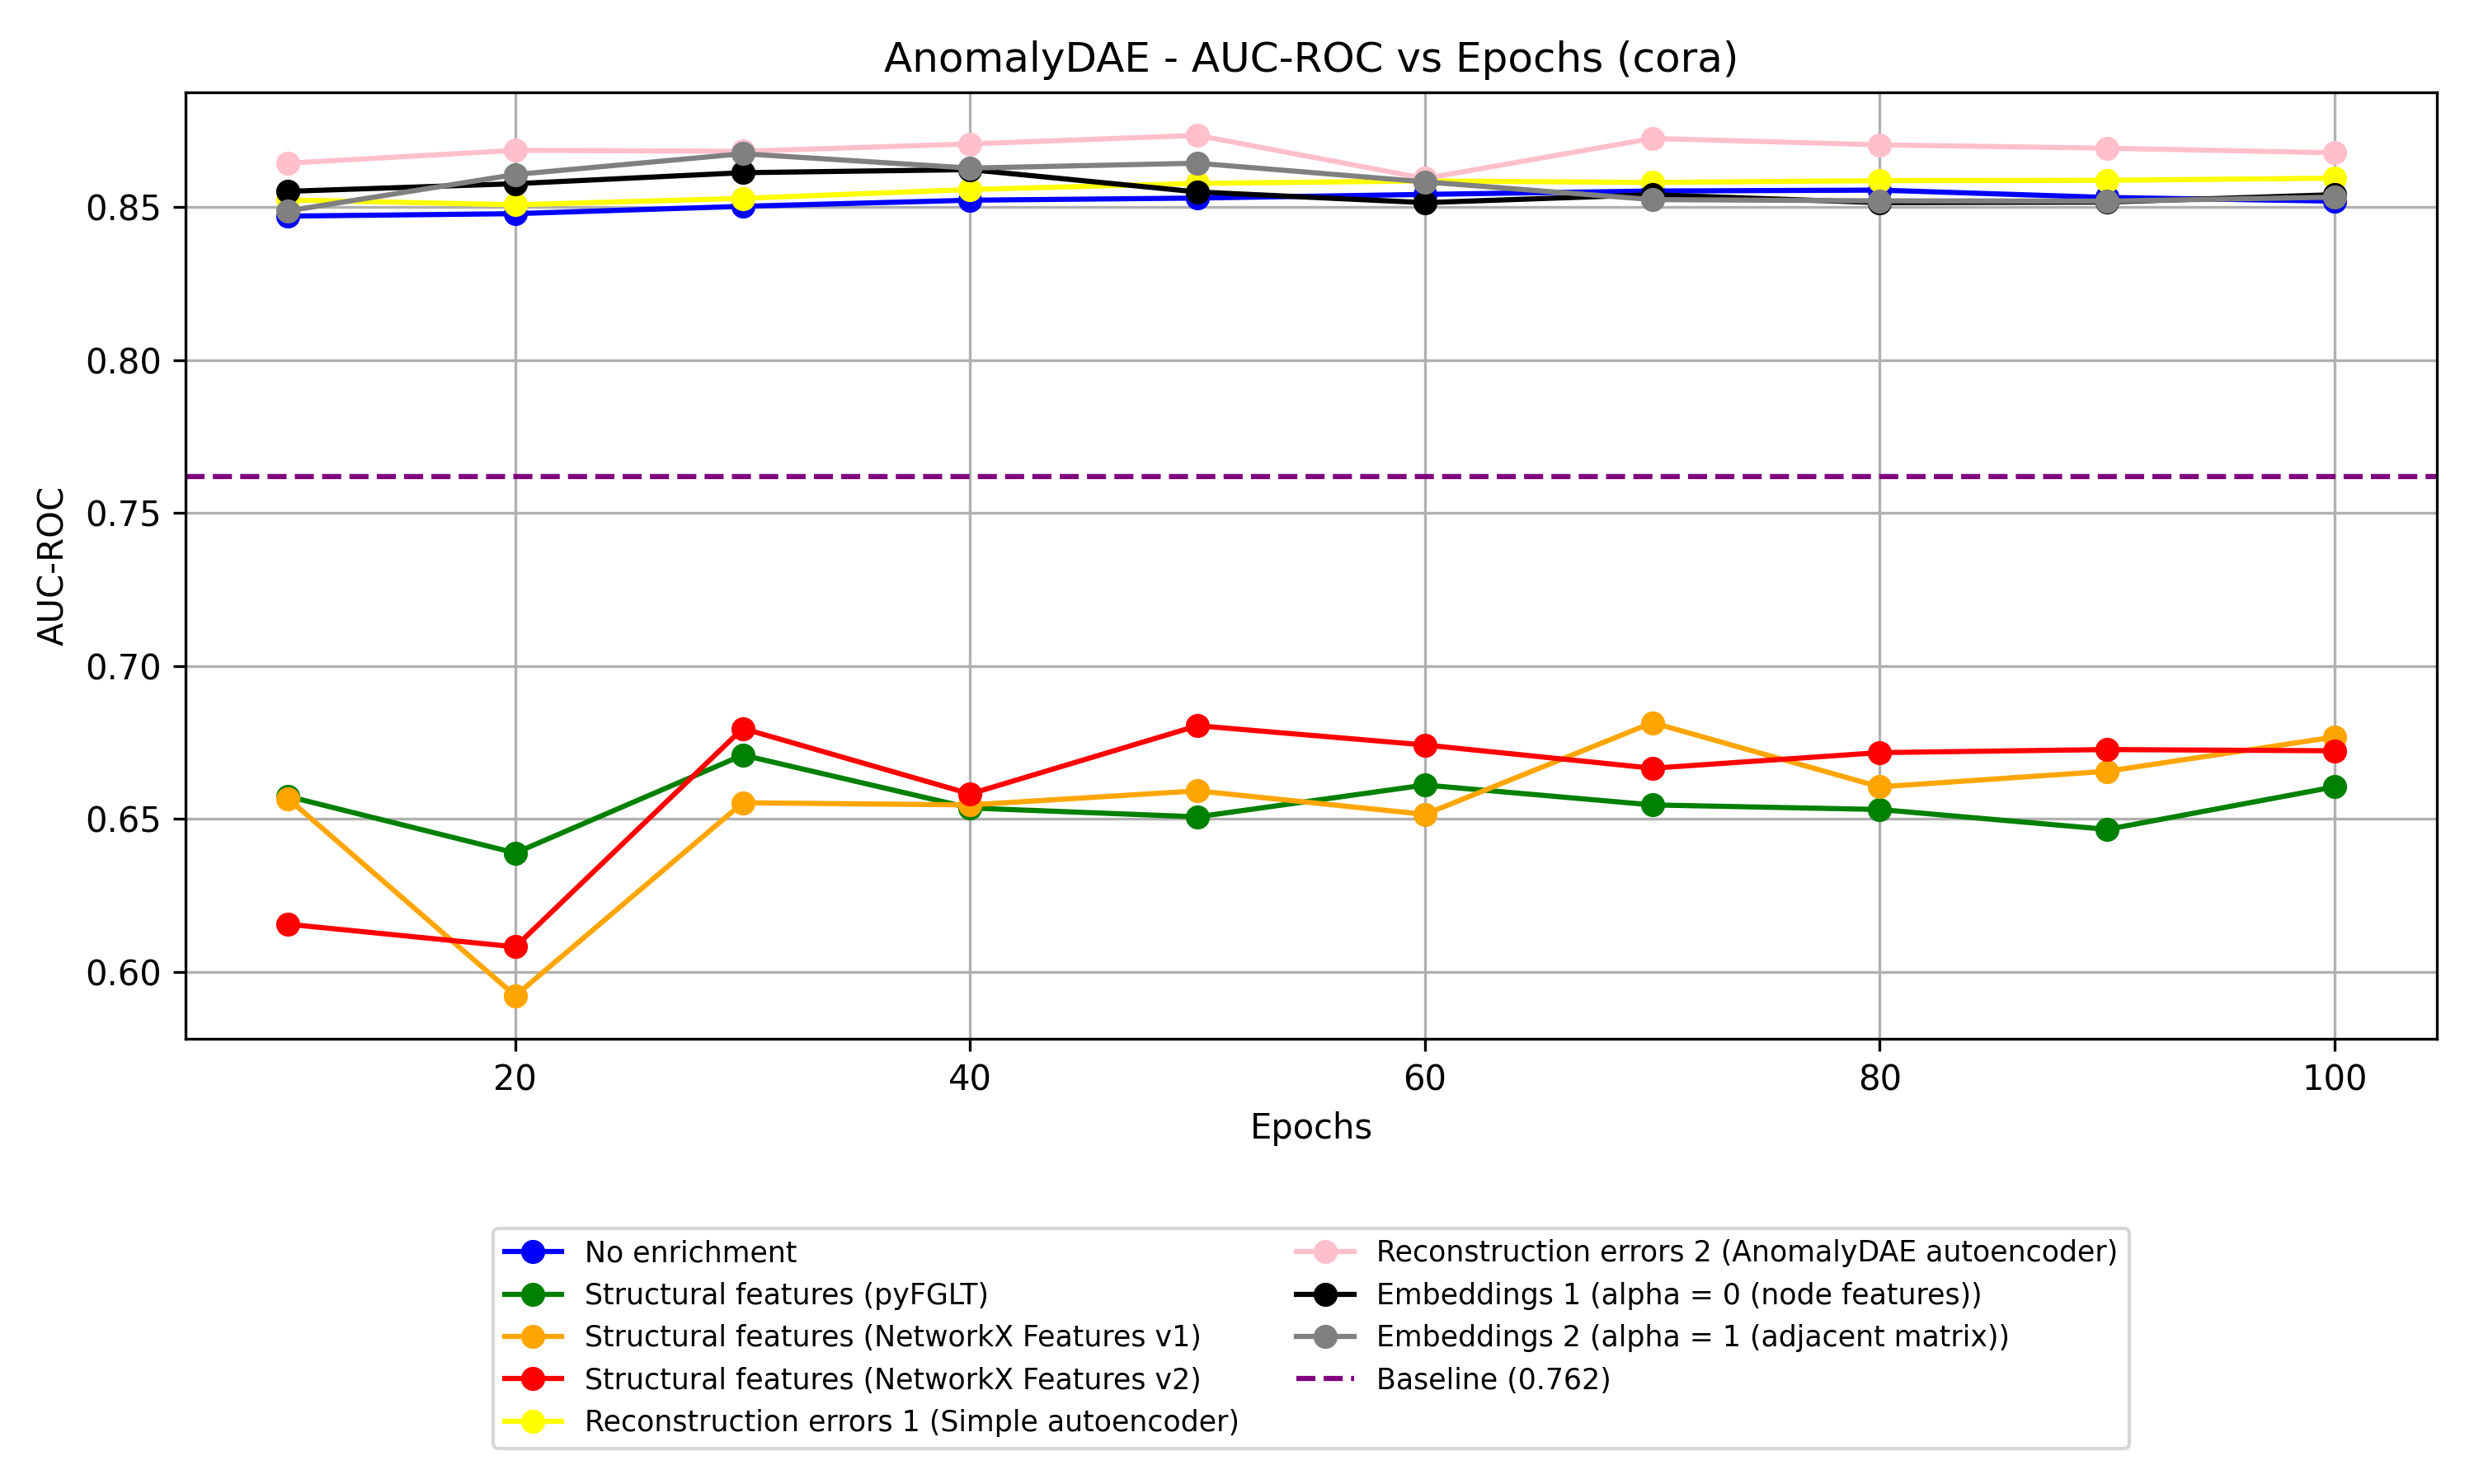 AnomalyDAE - AUC-ROC vs Epochs (cora)
AUC-ROC
0.85
0.80
0.75
0.70
0.65
0.60
20 40 60 80 100
Epochs
No enrichment
Structural features (pyFGLT)
Structural features (NetworkX Features v1)
Structural features (NetworkX Features v2)
Reconstruction errors 1 (Simple autoencoder)
Reconstruction errors 2 (AnomalyDAE autoencoder)
Embeddings 1 (alpha = 0 (node features))
Embeddings 2 (alpha = 1 (adjacent matrix))
Baseline (0.762)